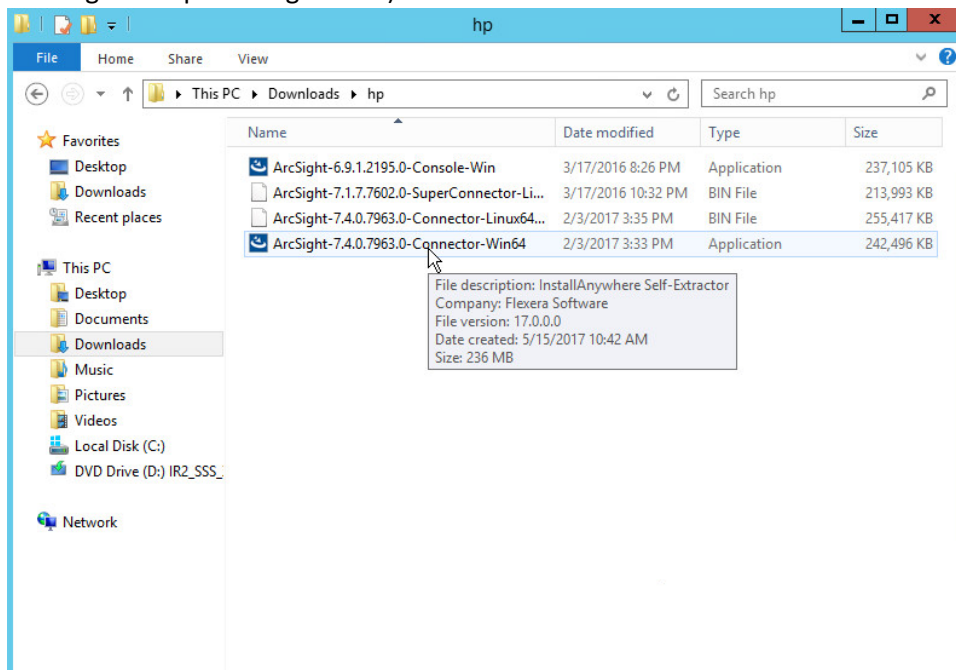 hp
File Home Share View
This PC Downloads hp Search hp
Name Date modified Type Size
Favorites
Desktop
Downloads
Recent places
This PC
Desktop
Documents
Downloads
Music
Pictures
Videos
Local Disk (C:)
DVD Drive (D:) IR2_SSS_
Network
ArcSight-6.9.1.2195.0-Console-Win 3/17/2016 8:26 PM Application 237,105 KB
ArcSight-7.1.7.7602.0-SuperConnector-Li... 3/17/2016 10:32 PM BIN File 213,993 KB
ArcSight-7.4.0.7963.0-Connector-Linux64... 2/3/2017 3:35 PM BIN File 255,417 KB
ArcSight-7.4.0.7963.0-Connector-Win64 2/3/2017 3:33 PM Application 242,496 KB
File description: InstallAnywhere Self-Extractor
Company: Flexera Software
File version: 17.0.0.0
Date created: 5/15/2017 10:42 AM
Size: 236 MB